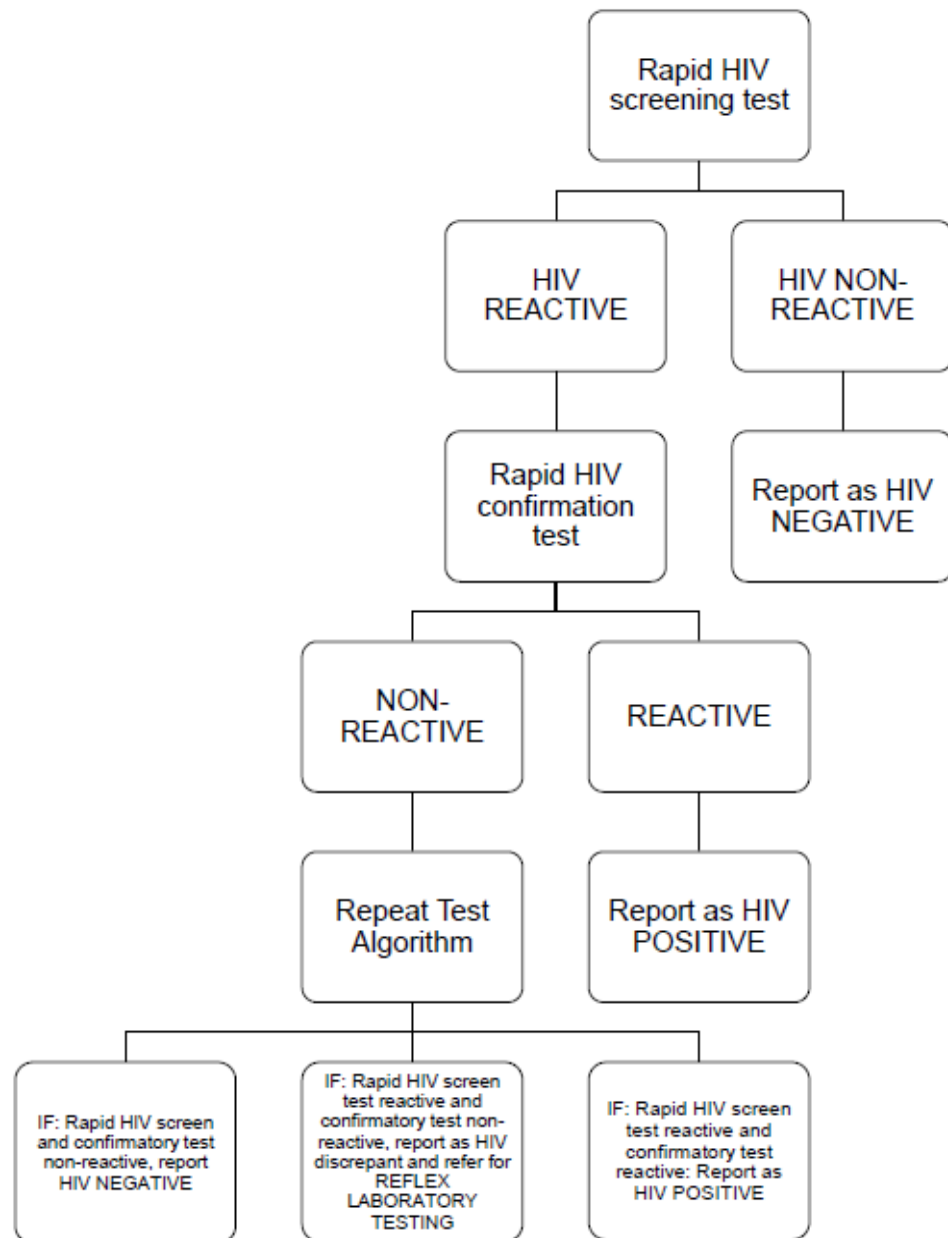 Rapid HIV
screening test
HIV
REACTIVE
HIV NON-
REACTIVE
Rapid HIV
confirmation
test
Report as HIV
NEGATIVE
NON-
REACTIVE
REACTIVE
Repeat Test
Algorithm
Report as HIV
POSITIVE
IF: Rapid HIV screen
and confirmatory test
non-reactive, report
HIV NEGATIVE
IF: Rapid HIV screen
test reactive and
confirmatory test non-
reactive, report as HIV
discrepant and refer for
REFLEX
LABORATORY
TESTING
IF: Rapid HIV screen
test reactive and
confirmatory test
reactive: Report as
HIV POSITIVE